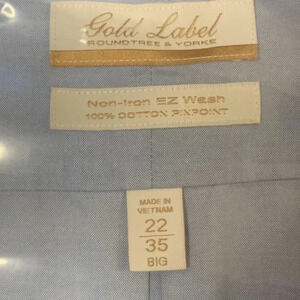 Gold Label
ROUNDTREE & YORKE
Non-Iron EZ Wash
100% COTTON PINPOINT
MADE IN
VIETNAM
22
35
BIG